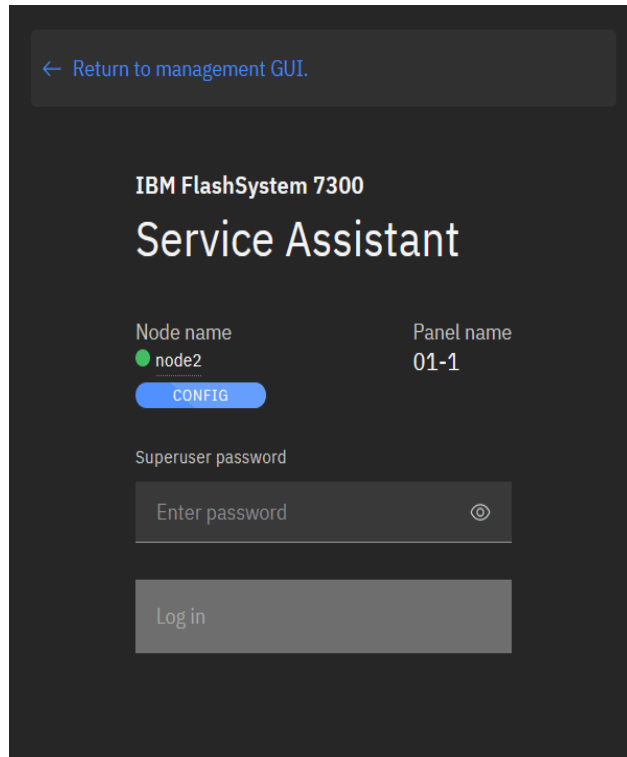 ← Return to management GUI.
IBM FlashSystem 7300
Service Assistant
Node name Panel name
node2 01-1
CONFIG
Superuser password
Enter password
Log in